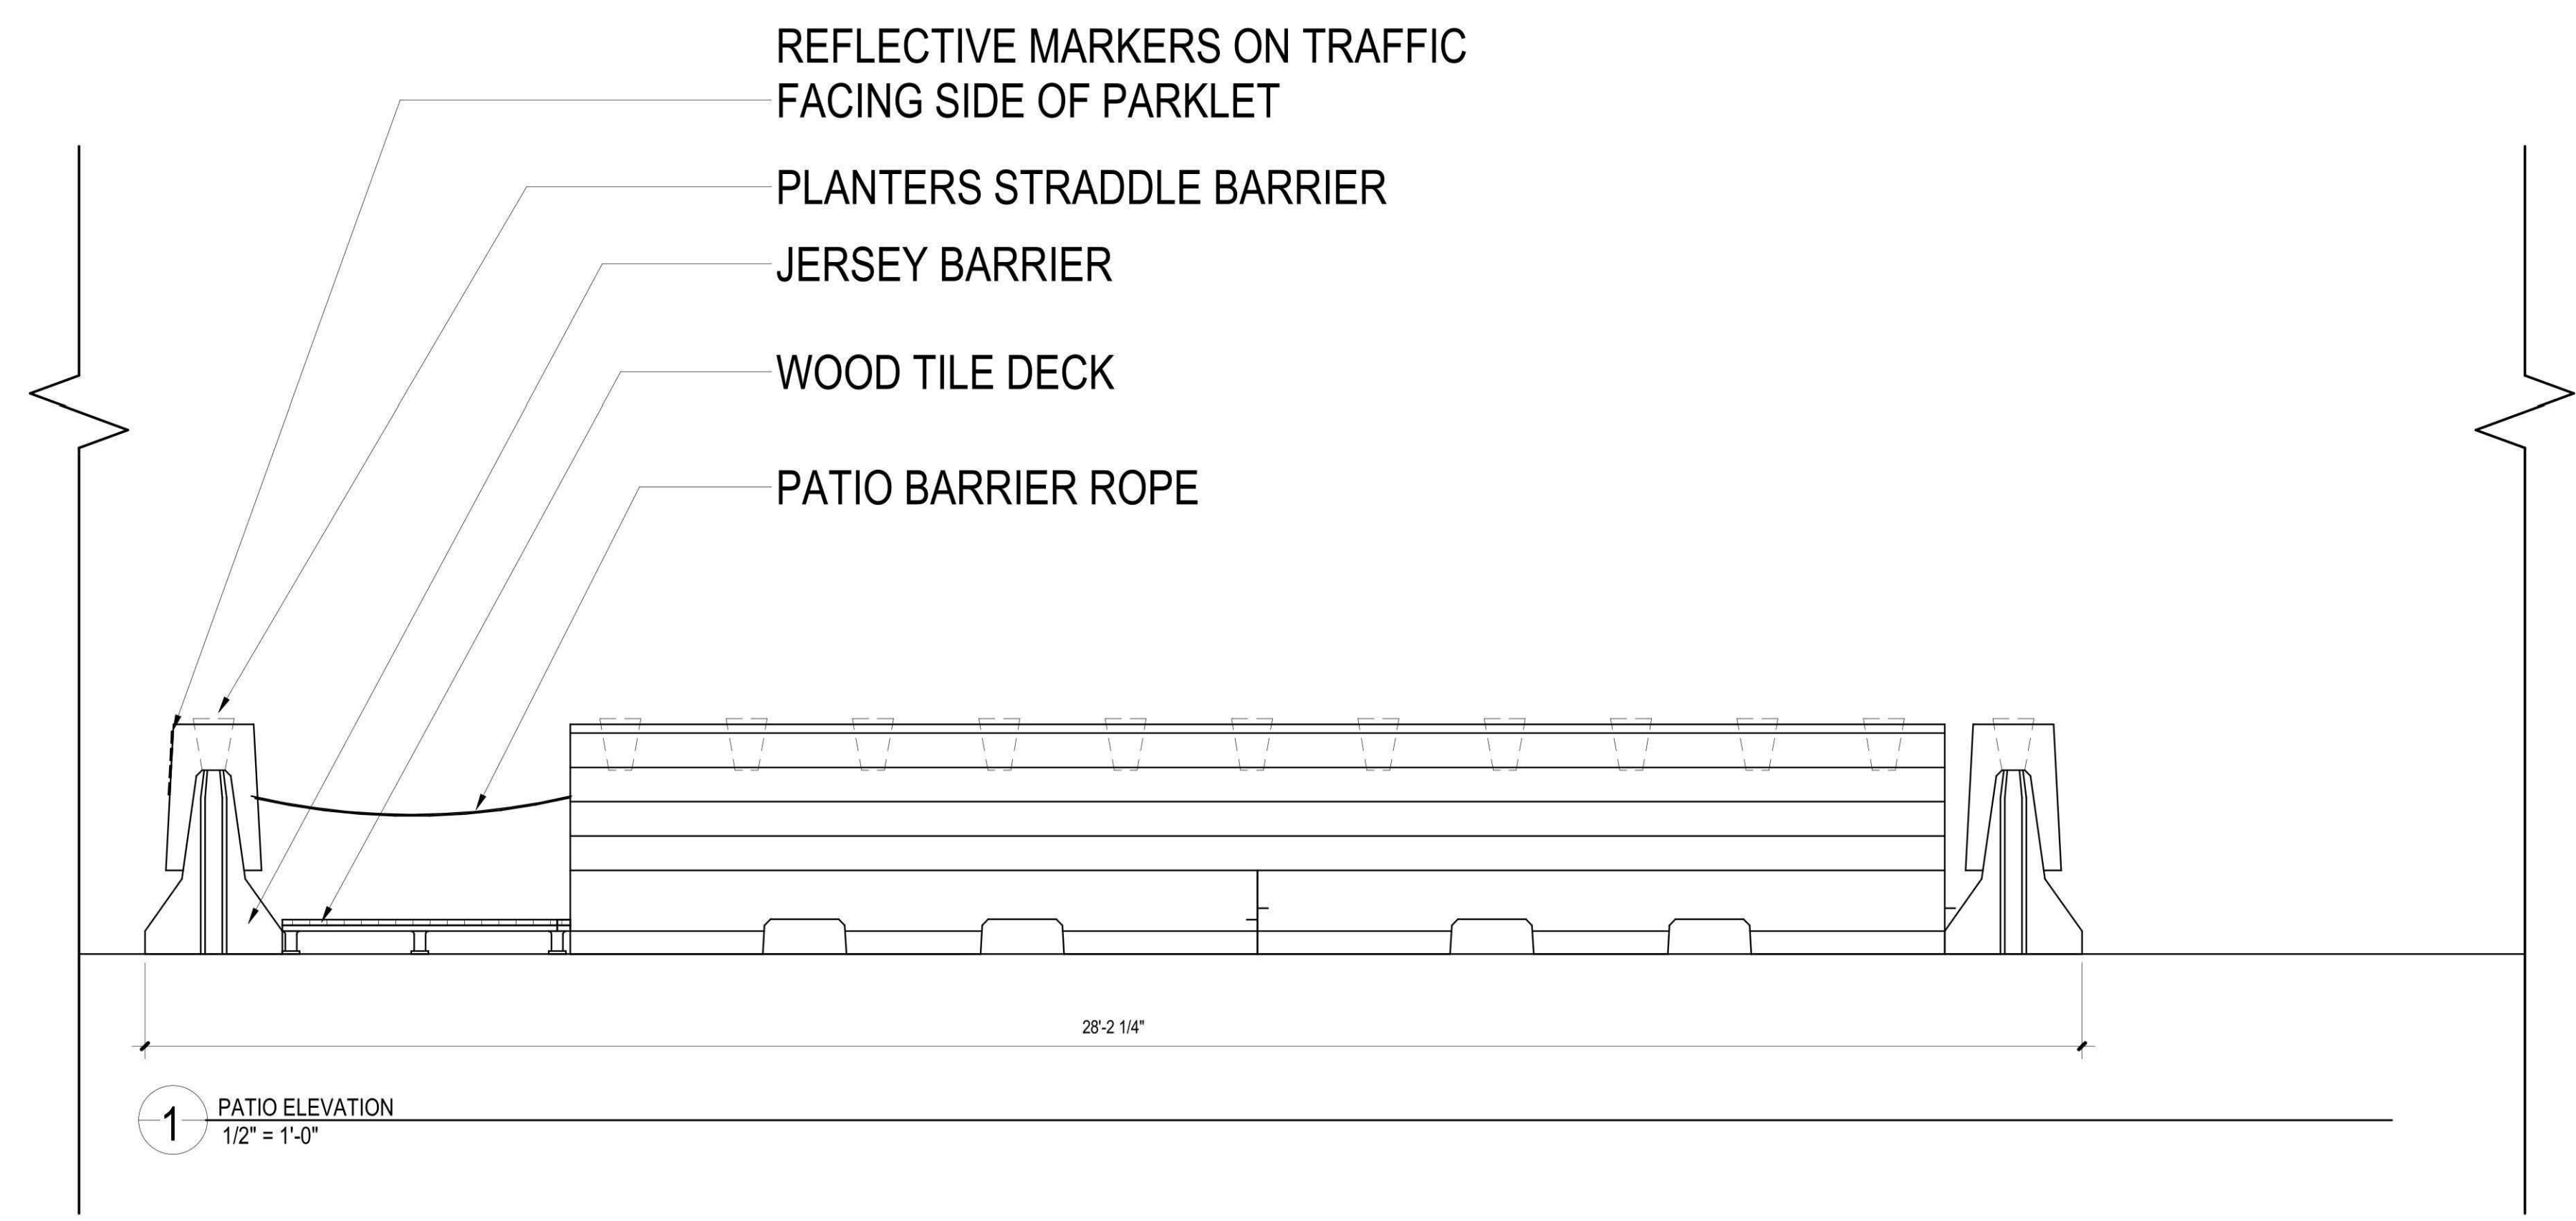 REFLECTIVE MARKERS ON TRAFFIC
FACING SIDE OF PARKLET
PLANTERS STRADDLE BARRIER
JERSEY BARRIER
WOOD TILE DECK
PATIO BARRIER ROPE
28'-2 1/4"
1
PATIO ELEVATION
1/2" = 1'-0"